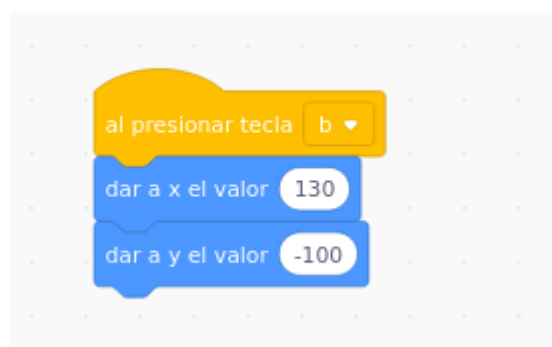 al presionar tecla b
dar a x el valor 130
dar a y el valor -100